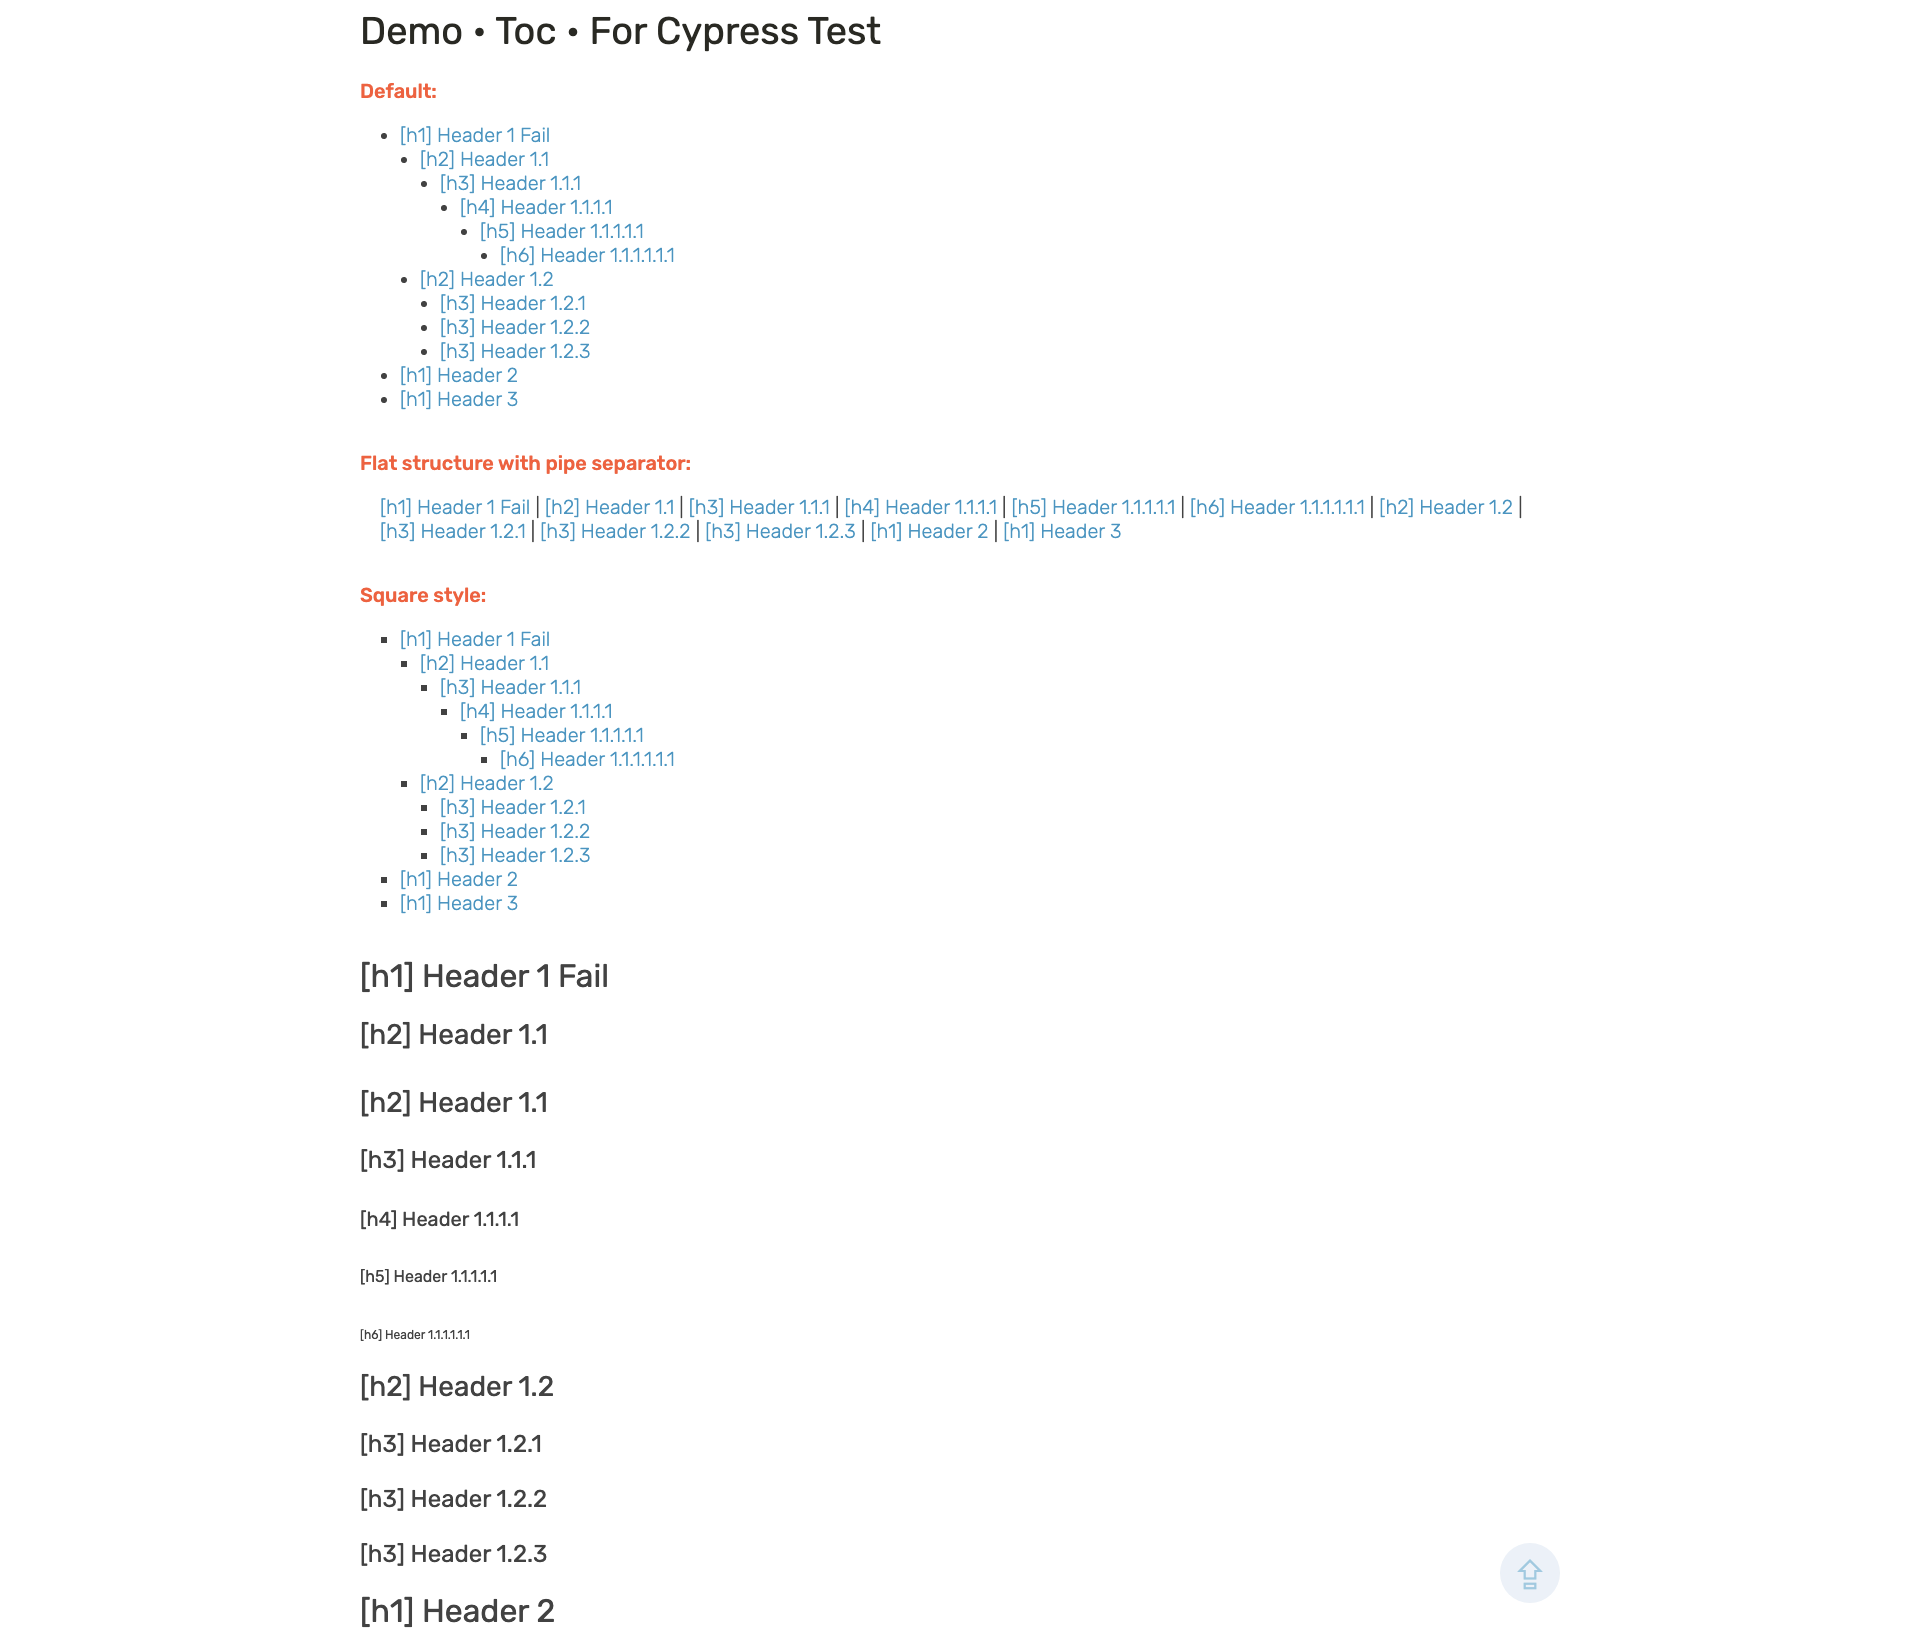 Demo • Toc • For Cypress Test
Default:
[h1] Header 1 Fail
[h2] Header 1.1
[h3] Header 1.1.1
[h4] Header 1.1.1.1
[h5] Header 1.1.1.1.1
[h6] Header 1.1.1.1.1.1
[h2] Header 1.2
[h3] Header 1.2.1
[h3] Header 1.2.2
[h3] Header 1.2.3
[h1] Header 2
[h1] Header 3
Flat structure with pipe separator:
[h1] Header 1 Fail | [h2] Header 1.1 | [h3] Header 1.1.1 | [h4] Header 1.1.1.1 | [h5] Header 1.1.1.1.1 | [h6] Header 1.1.1.1.1.1 | [h2] Header 1.2 |
[h3] Header 1.2.1 | [h3] Header 1.2.2 | [h3] Header 1.2.3 | [h1] Header 2 | [h1] Header 3
Square style:
[h1] Header 1 Fail
[h2] Header 1.1
[h3] Header 1.1.1
[h4] Header 1.1.1.1
[h5] Header 1.1.1.1.1
[h6] Header 1.1.1.1.1.1
[h2] Header 1.2
[h3] Header 1.2.1
[h3] Header 1.2.2
[h3] Header 1.2.3
[h1] Header 2
[h1] Header 3
[h1] Header 1 Fail
[h2] Header 1.1
[h2] Header 1.1
[h3] Header 1.1.1
[h4] Header 1.1.1.1
[h5] Header 1.1.1.1.1
[h6] Header 1.1.1.1.1.1
[h2] Header 1.2
[h3] Header 1.2.1
[h3] Header 1.2.2
[h3] Header 1.2.3
[h1] Header 2